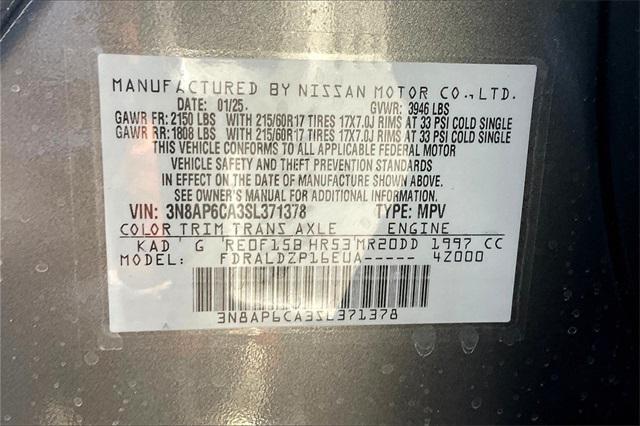 MANUFACTURED BY NISSAN MOTOR CO.,LTD.
DATE: 01/25. GVWR: 3946 LBS
GAWR FR: 2150 LBS WITH 215/60R17 TIRES 17X7.0J RIMS AT 33 PSI COLD SINGLE
GAWR RR: 1808 LBS WITH 215/60R17 TIRES 17X7.0J RIMS AT 33 PSI COLD SINGLE
THIS VEHICLE CONFORMS TO ALL APPLICABLE FEDERAL MOTOR
VEHICLE SAFETY AND THEFT PREVENTION STANDARDS
IN EFFECT ON THE DATE OF MANUFACTURE SHOWN ABOVE.
SEE OWNER'S MANUAL FOR ADDITIONAL INFORMATION.
VIN: 3N8AP6CA3SL371378 TYPE: MPV
COLOR TRIM TRANS AXLE ENGINE
KAD G RE0F15B HR53 MR20DD 1997 CC
MODEL: FDRALDZP16EUA----- 4Z000
3N8AP6CA3SL371378